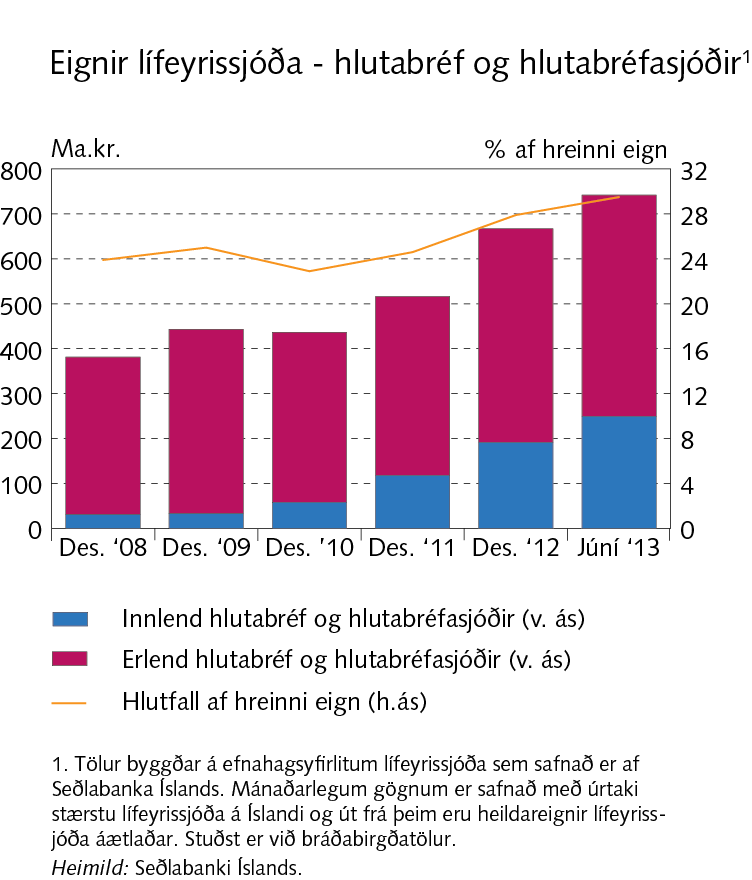 Eignir lífeyrissjóða - hlutabréf og hlutabréfasjóðir¹
Ma.kr. % af hreinni eign
800 32
700 28
600 24
500 20
400 16
300 12
200 8
100 4
0 0
Des. ‘08 Des. ‘09 Des. ’10 Des. ‘11 Des. ‘12 Júní ‘13
Innlend hlutabréf og hlutabréfasjóðir (v. ás)
Erlend hlutabréf og hlutabréfasjóðir (v. ás)
Hlutfall af hreinni eign (h.ás)
1. Tölur byggðar á efnahagsyfirlitum lífeyrissjóða sem safnað er af
Seðlabanka Íslands. Mánaðarlegum gögnum er safnað með úrtaki
stærstu lífeyrissjóða á Íslandi og út frá þeim eru heildareignir lífeyris-
sjóða áætlaðar. Stuðst er við bráðabirgðatölur.
Heimild: Seðlabanki Íslands.